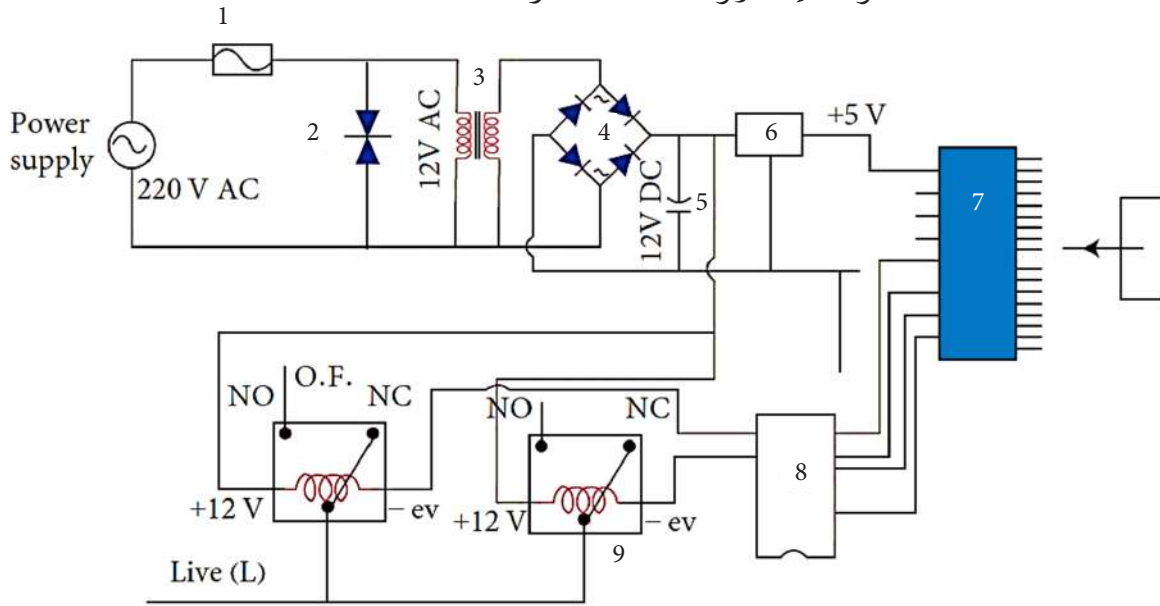 1
Power supply
220 V AC
2
3
12V AC
4
12V DC
5
6
+5 V
7
NO
O.F.
NC
+12 V
– ev
NO
NC
+12 V
– ev
9
8
Live (L)